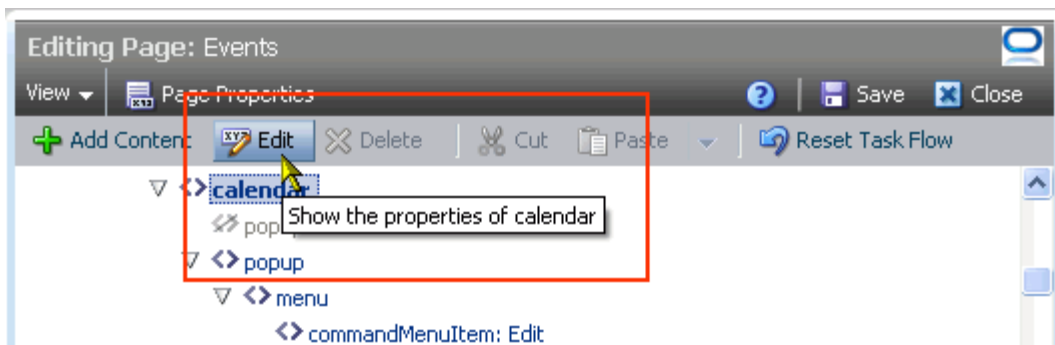 Editing Page: Events
View Page Properties Save Close
Add Content Edit Delete Cut Paste Reset Task Flow
calendar
Show the properties of calendar
popup
menu
commandMenuItem: Edit